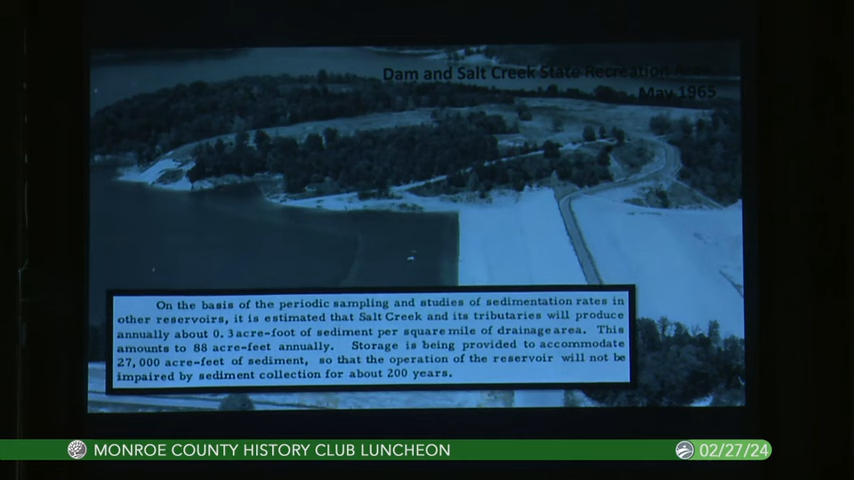 Dam and Salt Creek State Recreation Area
May 1965
On the basis of the periodic sampling and studies of sedimentation rates in
other reservoirs, it is estimated that Salt Creek and its tributaries will produce
annually about 0.3 acre-foot of sediment per square mile of drainage area. This
amounts to 88 acre-feet annually. Storage is being provided to accommodate
27,000 acre-feet of sediment, so that the operation of the reservoir will not be
impaired by sediment collection for about 200 years.
MONROE COUNTY HISTORY CLUB LUNCHEON
02/27/24